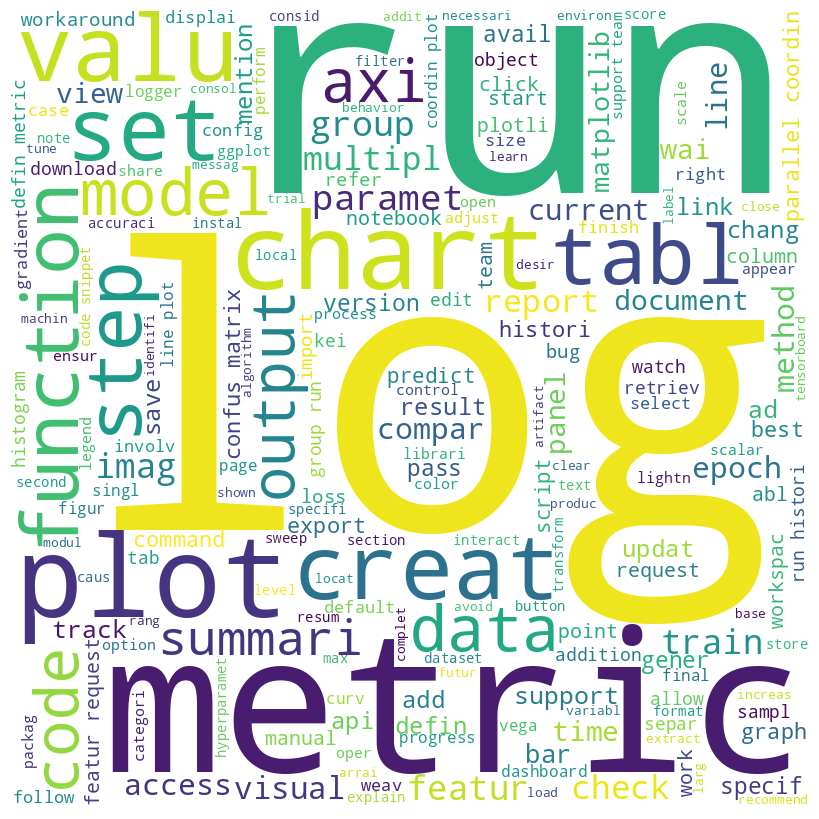 workaround
displai
consid
addit
necessari
environ
score
valu
run
mention
filter
coordin plot
avail
object
support team
view
logger
consol
perform
axi
click
start
matplotlib
line
scale
parallel coordin
case
set
config
behavior
group
plotli
note
tune
messag
ggplot
size
learn
wai
defin metric
download
share
model
multipl
refer
paramet
open
right
label
close
gradient
accuraci
instal
trial
notebook
adjust
current
link
chang
function
code snippet
chart
finish
column
local
team
desir
tabl
appear
machin
step
identifi
line plot
log
output
version
edit
report
document
process
import
histori
method
tensorboard
ensur
save
confus matrix
algorithm
kei
bug
histogram
legend
predict
watch
control
result
retriev
panel
select
artifact
compar
ad
best
involv
group run
librari
pass
clear
text
scalar
imag
page
color
script
lightn
epoch
second
singl
shown
specifi
loss
produc
abl
run histori
figur
export
transform
command
sweep
section
interact
updat
workspac
modul
tab
plot
level
locat
creat
request
caus
default
avoid
button
base
rang
resum
complet
track
option
summari
data
point
train
store
max
dataset
addition
gener
code
featur request
metric
futur
final
categori
hyperparamet
curv
add
support
allow
increas
packag
api
defin
vega
variabl
separ
format
sampl
manual
progress
time
graph
oper
bar
extract
access
visual
weav
arrai
dashboard
work
specif
follow
explain
featur
load
check
larg
recommend